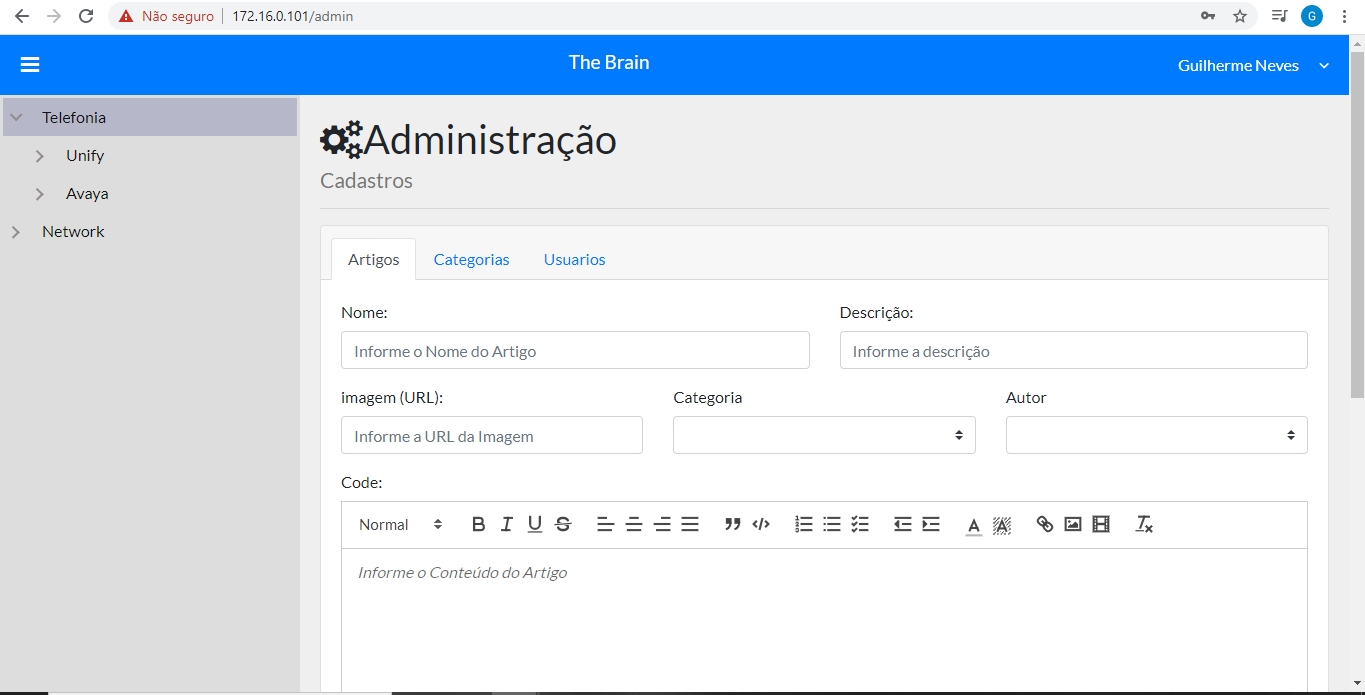 Não seguro 172.16.0.101/admin G
The Brain
Guilherme Neves
Telefonia
Unify
Avaya
Network
Administração
Cadastros
Artigos Categorias Usuarios
Nome: Descrição:
Informe o Nome do Artigo Informe a descrição
imagem (URL): Categoria Autor
Informe a URL da Imagem
Code:
Normal B I U S A A
Informe o Conteúdo do Artigo